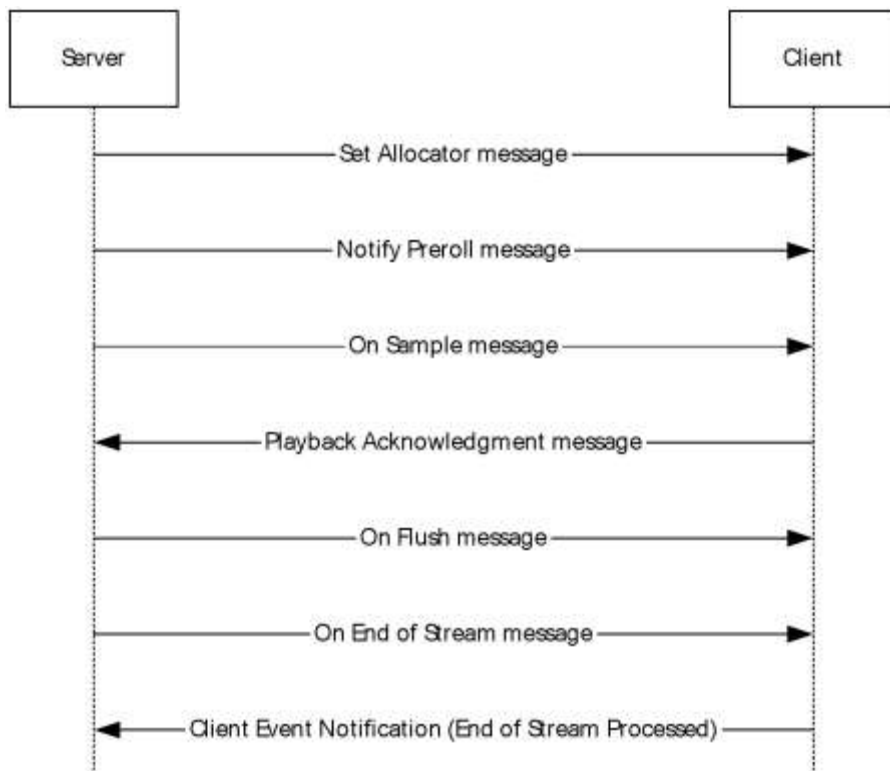 Server
Client
Set Allocator message
Notify Preroll message
On Sample message
Playback Acknowledgment message
On Flush message
On End of Stream message
Client Event Notification (End of Stream Processed)